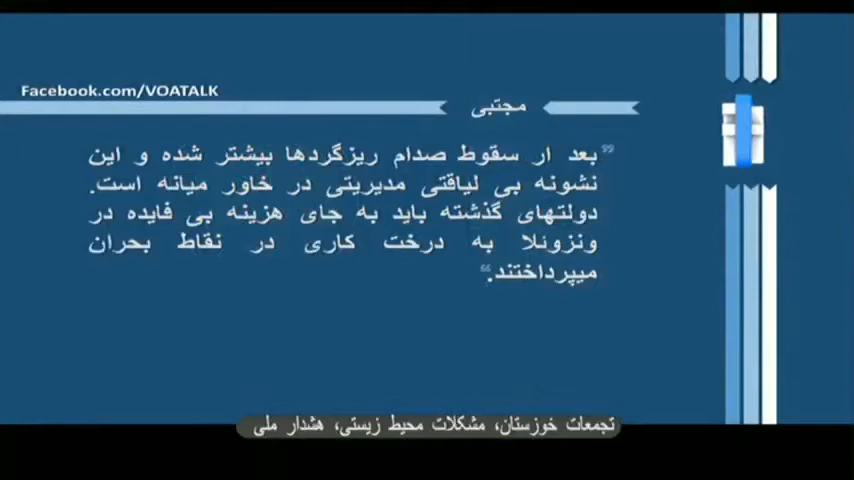 Facebook.com/VOATALK
مجتبی
"بعد ار سقوط صدام ریزگردها بیشتر شده و این
نشونه بی لیاقتی مدیریتی در خاور میانه است.
دولتهای گذشته باید به جای هزینه بی فایده در
ونزوئلا به درخت کاری در نقاط بحران
میپرداختند."
تجمعات خوزستان، مشکلات محیط زیستی، هشدار ملی